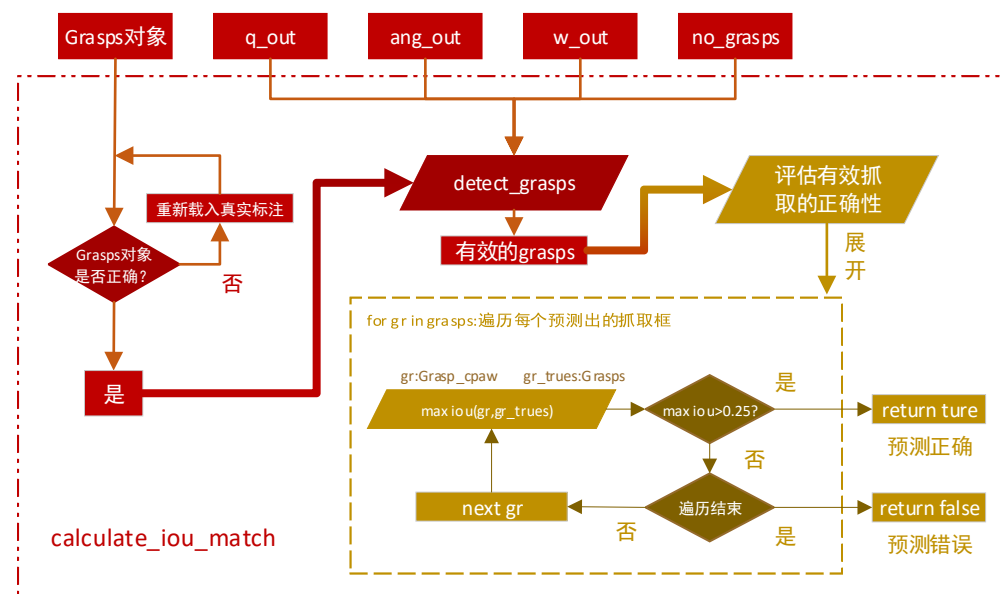 Grasps对象
q_out
ang_out
w_out
no_grasps
detect_grasps
评估有效抓
取的正确性
重新载入真实标注
有效的grasps
Grasps对象
是否正确?
否
展
开
是
for gr in grasps:遍历每个预测出的抓取框
gr:Grasp_cpaw
gr_trues:Grasps
max iou(gr,gr_trues)
max iou>0.25?
是
return ture
预测正确
否
next gr
否
遍历结束
是
return false
预测错误
calculate_iou_match